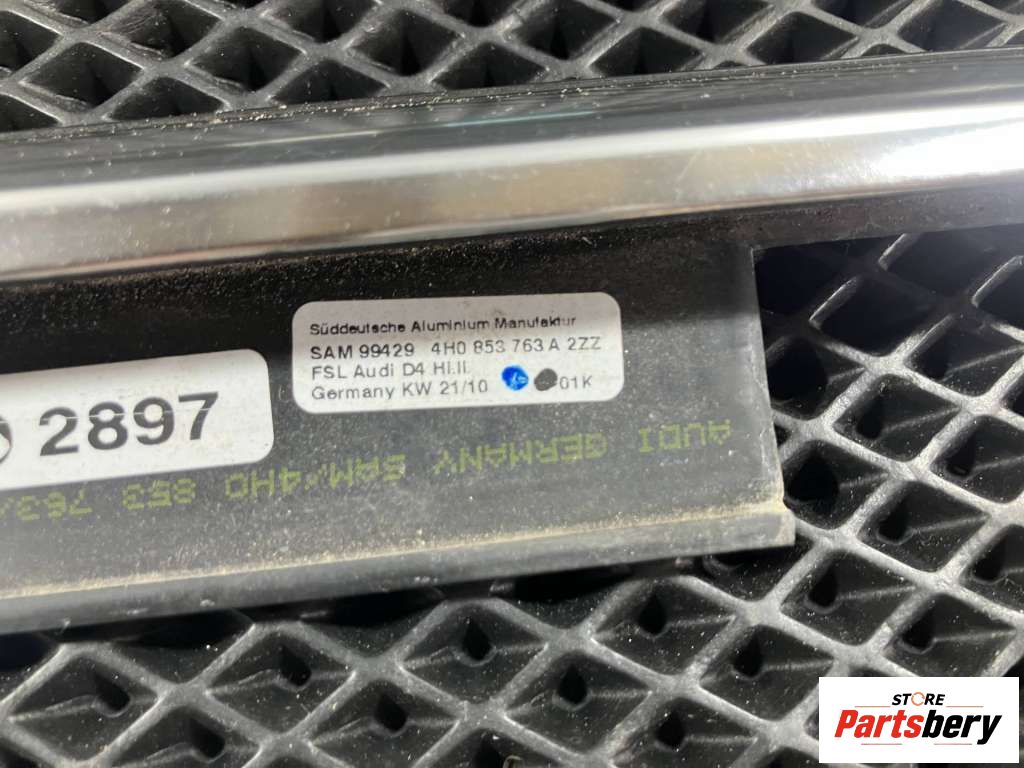 Süddeutsche Aluminium Manufaktur
SAM 99429 4H0 853 763 A 2ZZ
FSL Audi D4 HI.II.
Germany KW 21/10 01K
2897
AUDI GERMANY SAM/4H0 853 763/
STORE
Partsbery